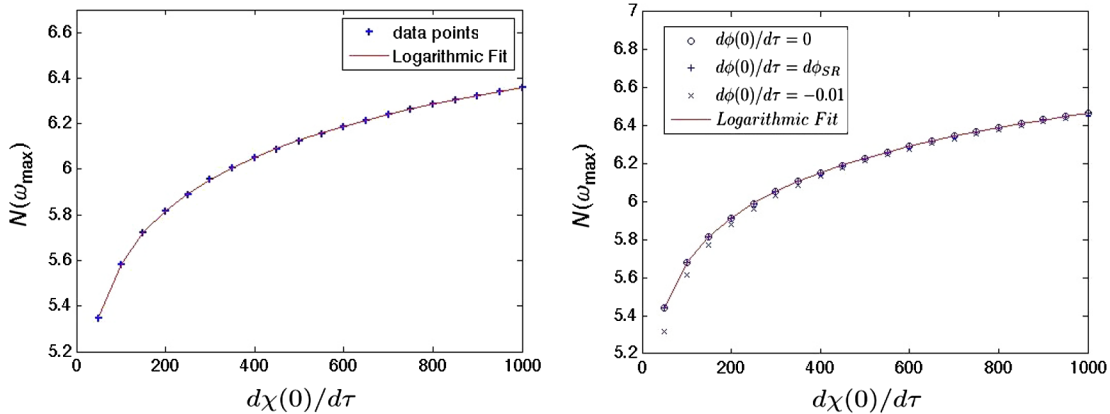 6.6
6.4
6.2
6
5.8
5.6
5.4
5.2
N(ω_max)
data points
Logarithmic Fit
0 200 400 600 800 1000
dχ(0)/dτ
7
6.8
6.6
6.4
6.2
6
5.8
5.6
5.4
5.2
N(ω_max)
dϕ(0)/dτ = 0
dϕ(0)/dτ = dϕ_SR
dϕ(0)/dτ = −0.01
Logarithmic Fit
0 200 400 600 800 1000
dχ(0)/dτ